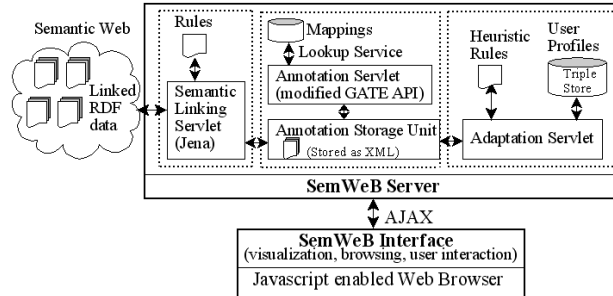 Semantic Web
Linked
RDF
data
Rules
Semantic
Linking
Servlet
(Jena)
Mappings
Lookup Service
Annotation Servlet
(modified GATE API)
Annotation Storage Unit
(Stored as XML)
Heuristic
Rules
User
Profiles
Triple
Store
Adaptation Servlet
SemWeB Server
AJAX
SemWeB Interface
(visualization, browsing, user interaction)
Javascript enabled Web Browser